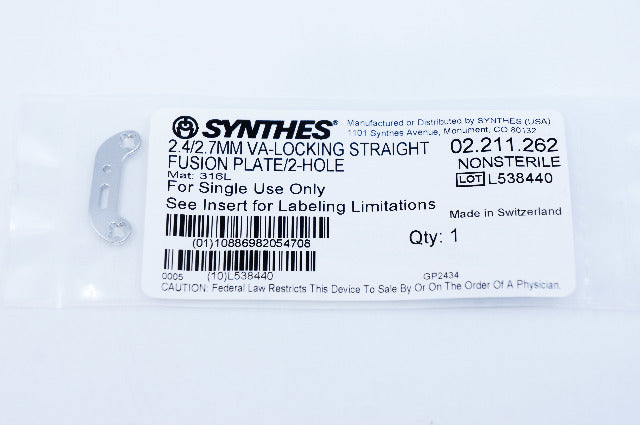 SYNTHES®
Manufactured or Distributed by SYNTHES (USA)
1101 Synthes Avenue, Monument, CO 80132
2.4/2.7MM VA-LOCKING STRAIGHT
FUSION PLATE/2-HOLE
02.211.262
NONSTERILE
LOT L538440
Mat: 316L
For Single Use Only
See Insert for Labeling Limitations
Made in Switzerland
(01)10886982054708
Qty: 1
0005 (10)L538440
GP2434
CAUTION: Federal Law Restricts This Device To Sale By Or On The Order Of A Physician.